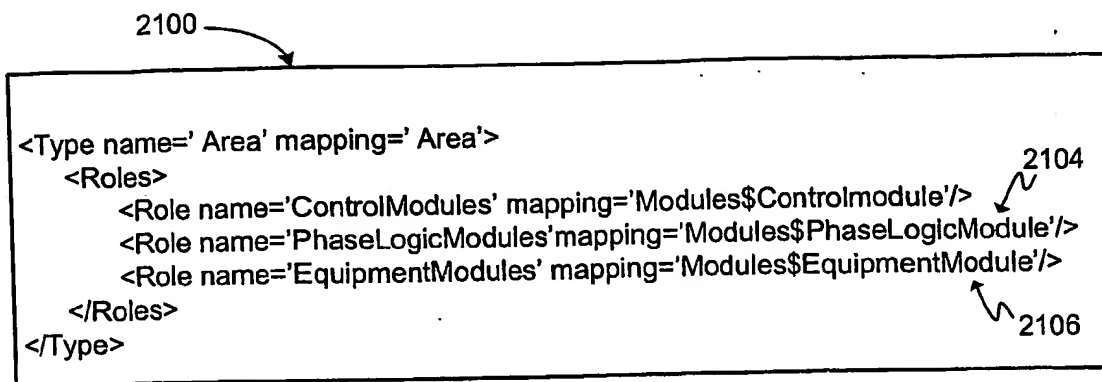 2100
<Type name=' Area' mapping=' Area'>
<Roles>
2104
<Role name='ControlModules' mapping='Modules$Controlmodule'/>
<Role name='PhaseLogicModules'mapping='Modules$PhaseLogicModule'/>
<Role name='EquipmentModules' mapping='Modules$EquipmentModule'/>
</Roles>
2106
</Type>